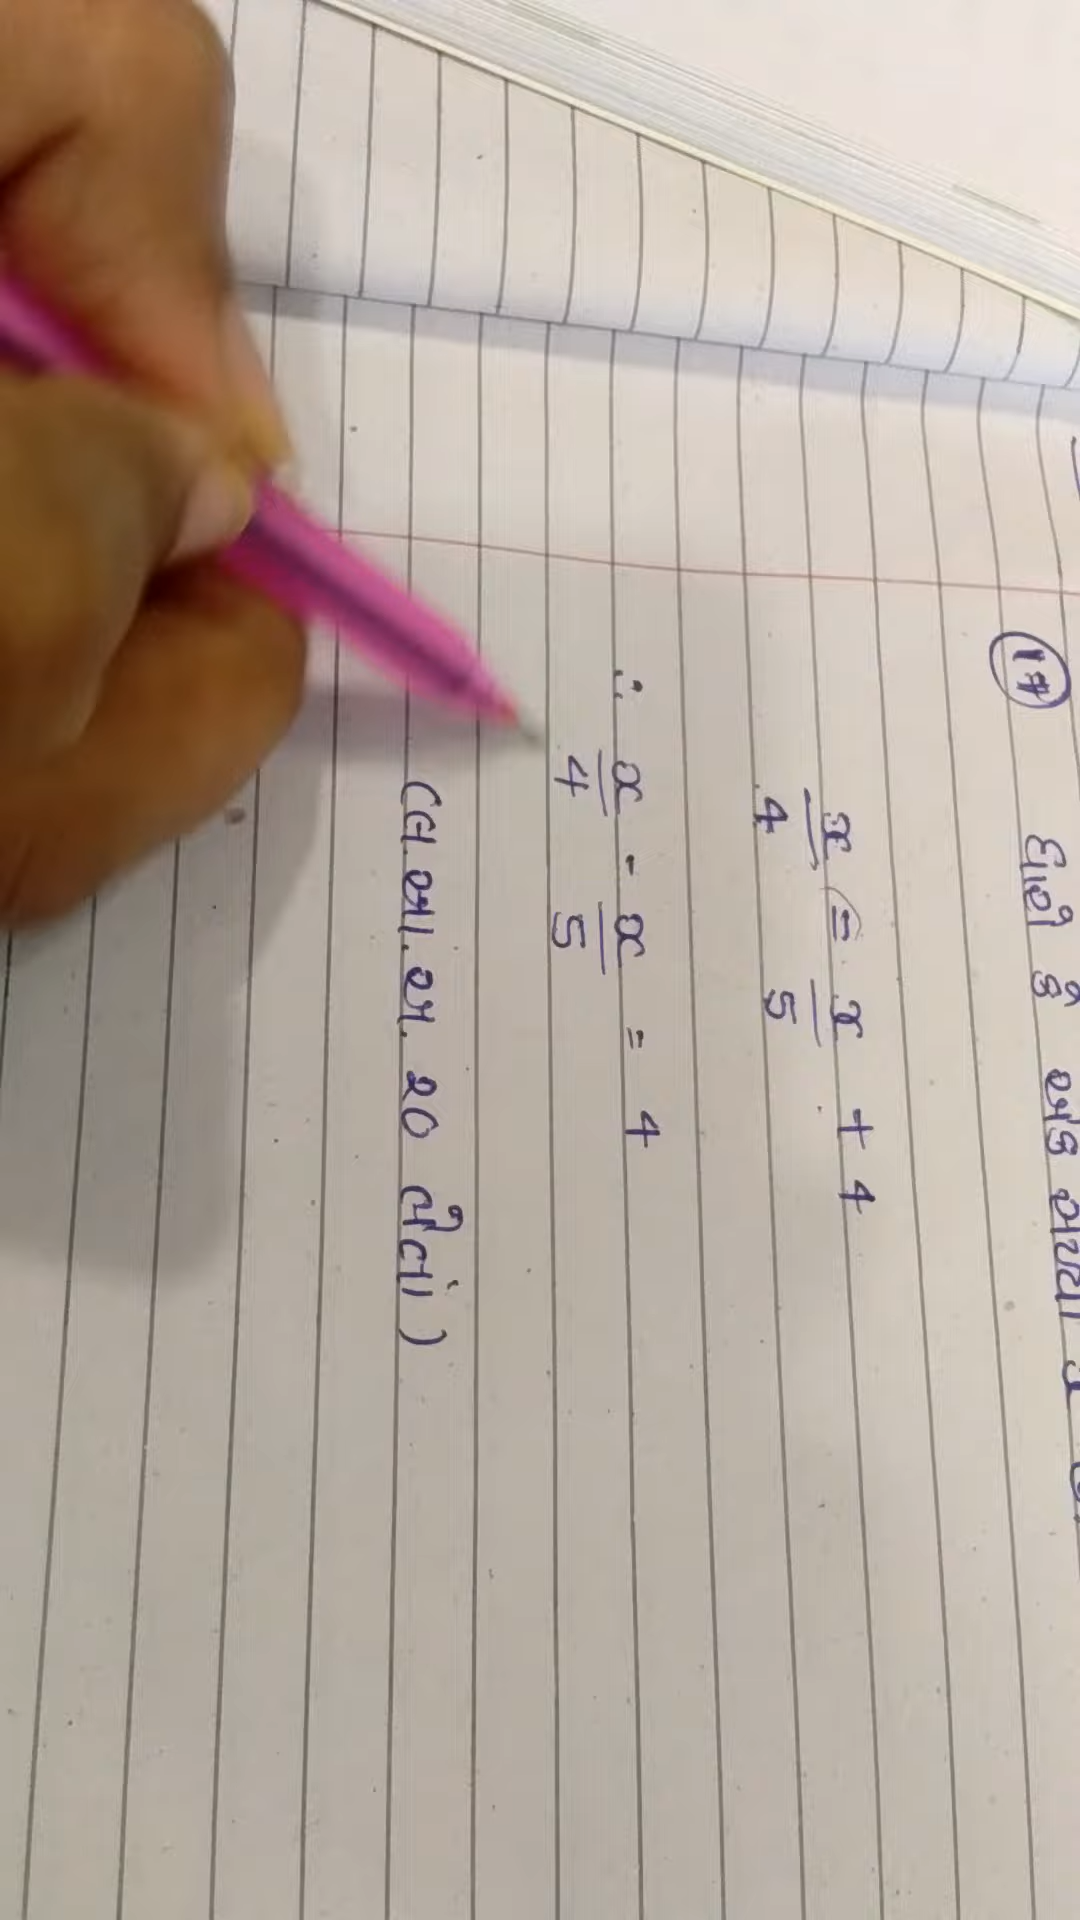 (17) ધારો કે એક સંખ્યા x છે.
x/4 = x/5 + 4
∴ x/4 - x/5 = 4
(લ.સા.અ. 20 લેતાં)